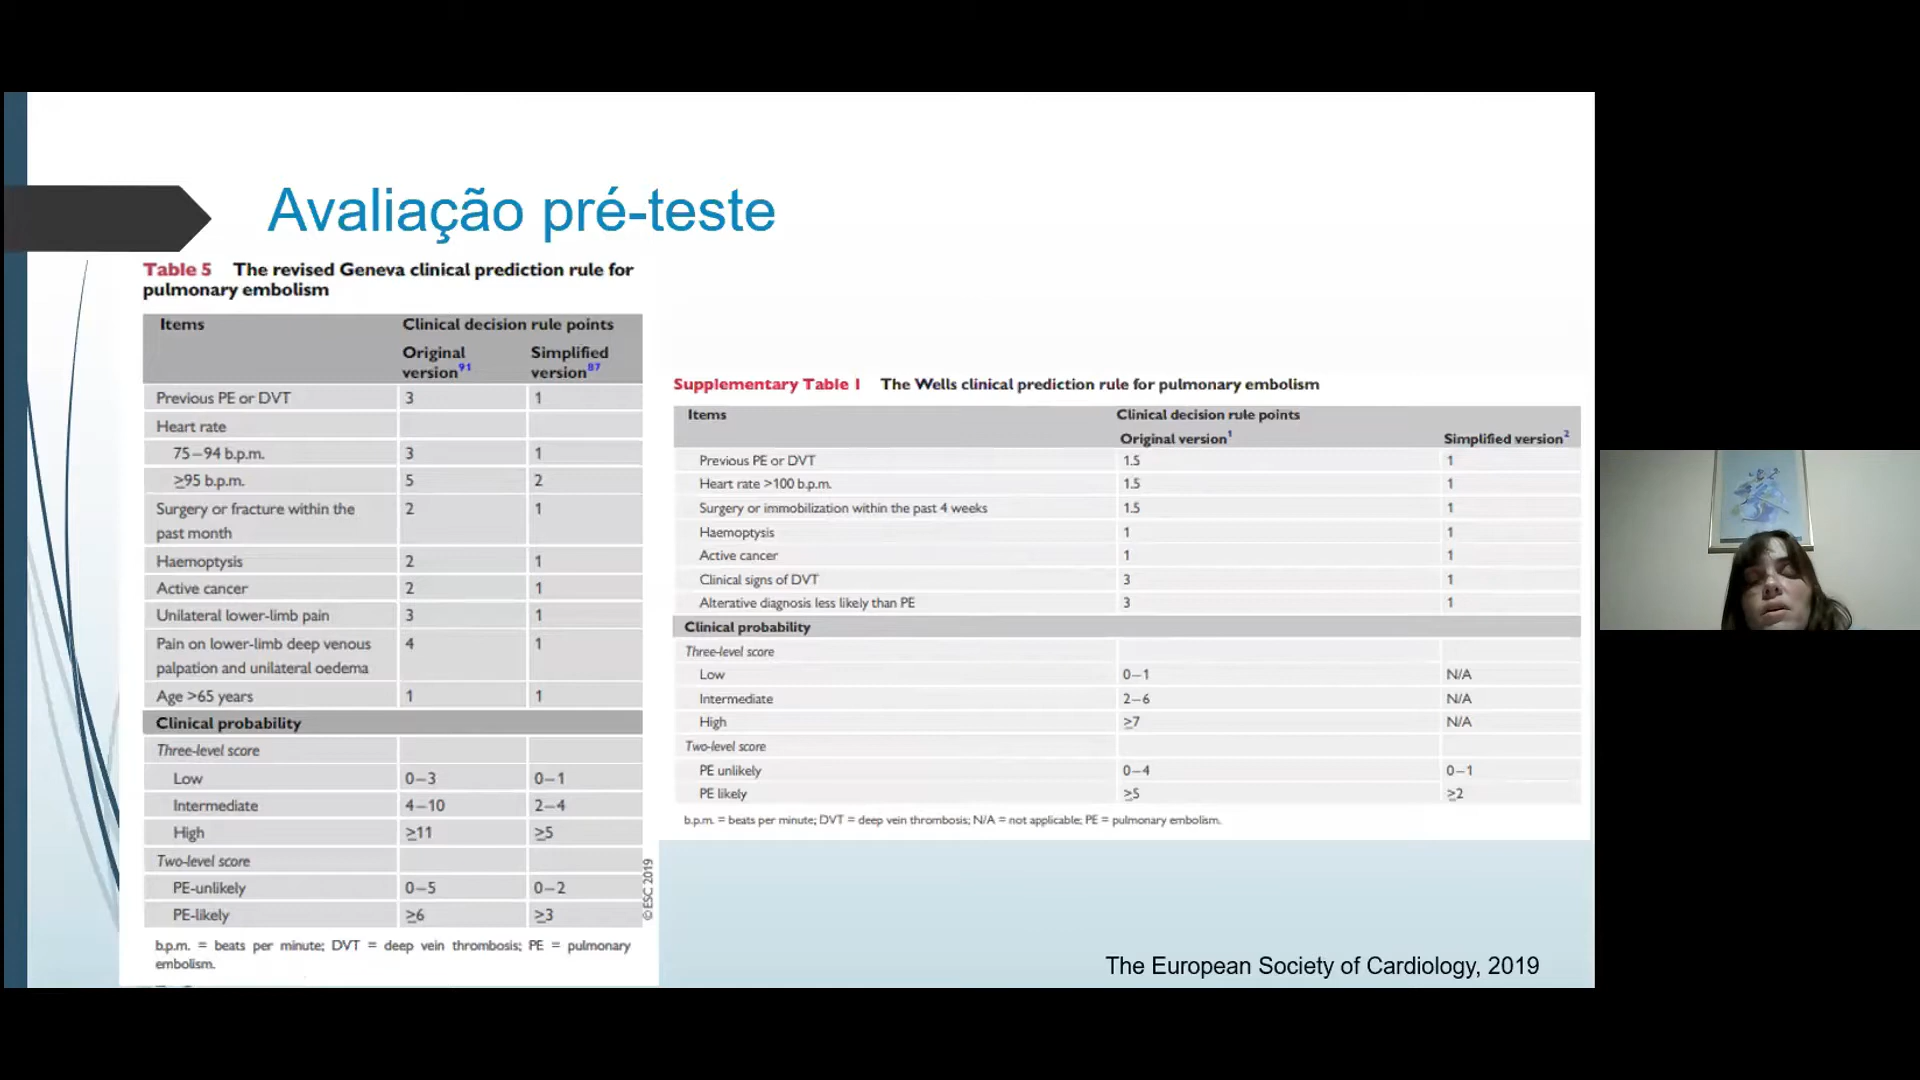 Avaliação pré-teste
Table 5 The revised Geneva clinical prediction rule for
pulmonary embolism
Items Clinical decision rule points
Original Simplified
version91 version87
Previous PE or DVT 3 1
Heart rate
75–94 b.p.m. 3 1
≥95 b.p.m. 5 2
Surgery or fracture within the 2 1
past month
Haemoptysis 2 1
Active cancer 2 1
Unilateral lower-limb pain 3 1
Pain on lower-limb deep venous 4 1
palpation and unilateral oedema
Age >65 years 1 1
Clinical probability
Three-level score
Low 0–3 0–1
Intermediate 4–10 2–4
High ≥11 ≥5
Two-level score
PE-unlikely 0–5 0–2
PE-likely ≥6 ≥3
© ESC 2019
b.p.m. = beats per minute; DVT = deep vein thrombosis; PE = pulmonary
embolism.
Supplementary Table 1 The Wells clinical prediction rule for pulmonary embolism
Items Clinical decision rule points
Original version1 Simplified version2
Previous PE or DVT 1.5 1
Heart rate >100 b.p.m. 1.5 1
Surgery or immobilization within the past 4 weeks 1.5 1
Haemoptysis 1 1
Active cancer 1 1
Clinical signs of DVT 3 1
Alterative diagnosis less likely than PE 3 1
Clinical probability
Three-level score
Low 0–1 N/A
Intermediate 2–6 N/A
High ≥7 N/A
Two-level score
PE unlikely 0–4 0–1
PE likely ≥5 ≥2
b.p.m. = beats per minute; DVT = deep vein thrombosis; N/A = not applicable; PE = pulmonary embolism.
The European Society of Cardiology, 2019